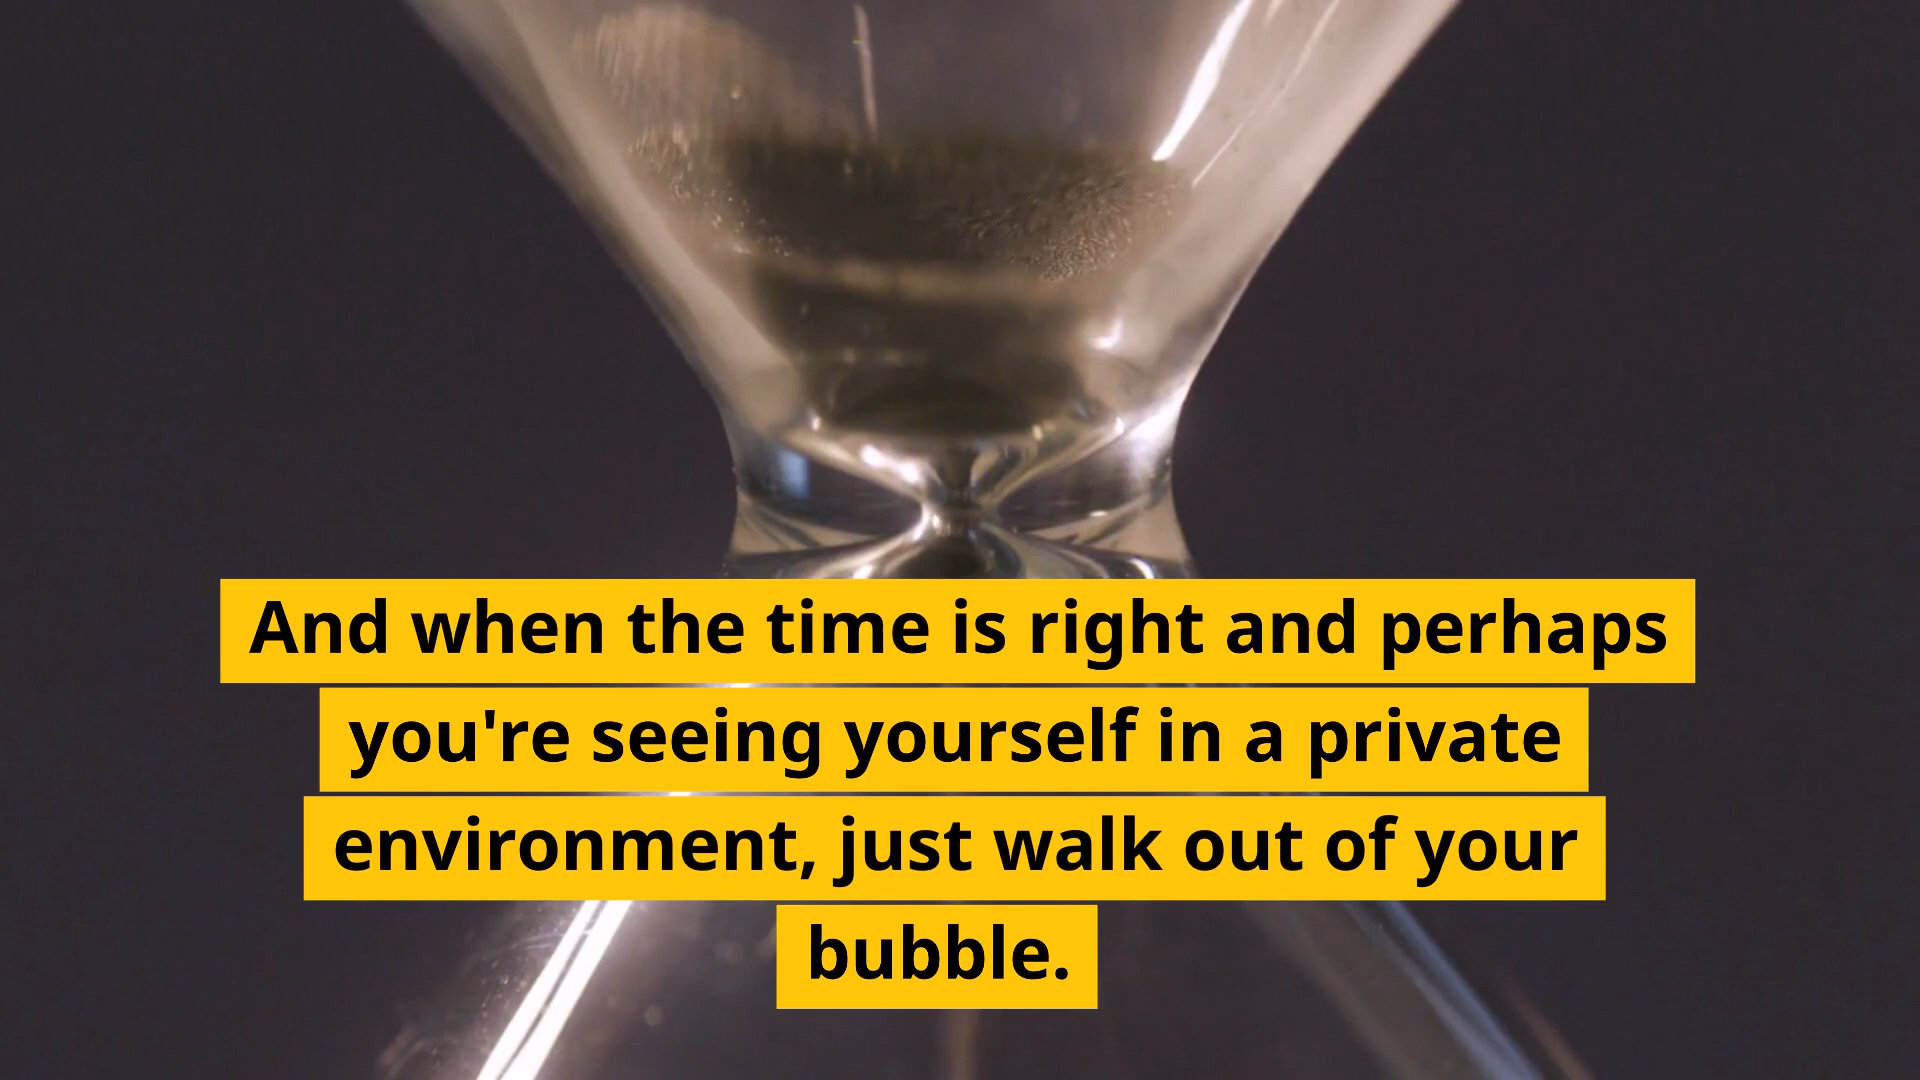 And when the time is right and perhaps
you're seeing yourself in a private
environment, just walk out of your
bubble.